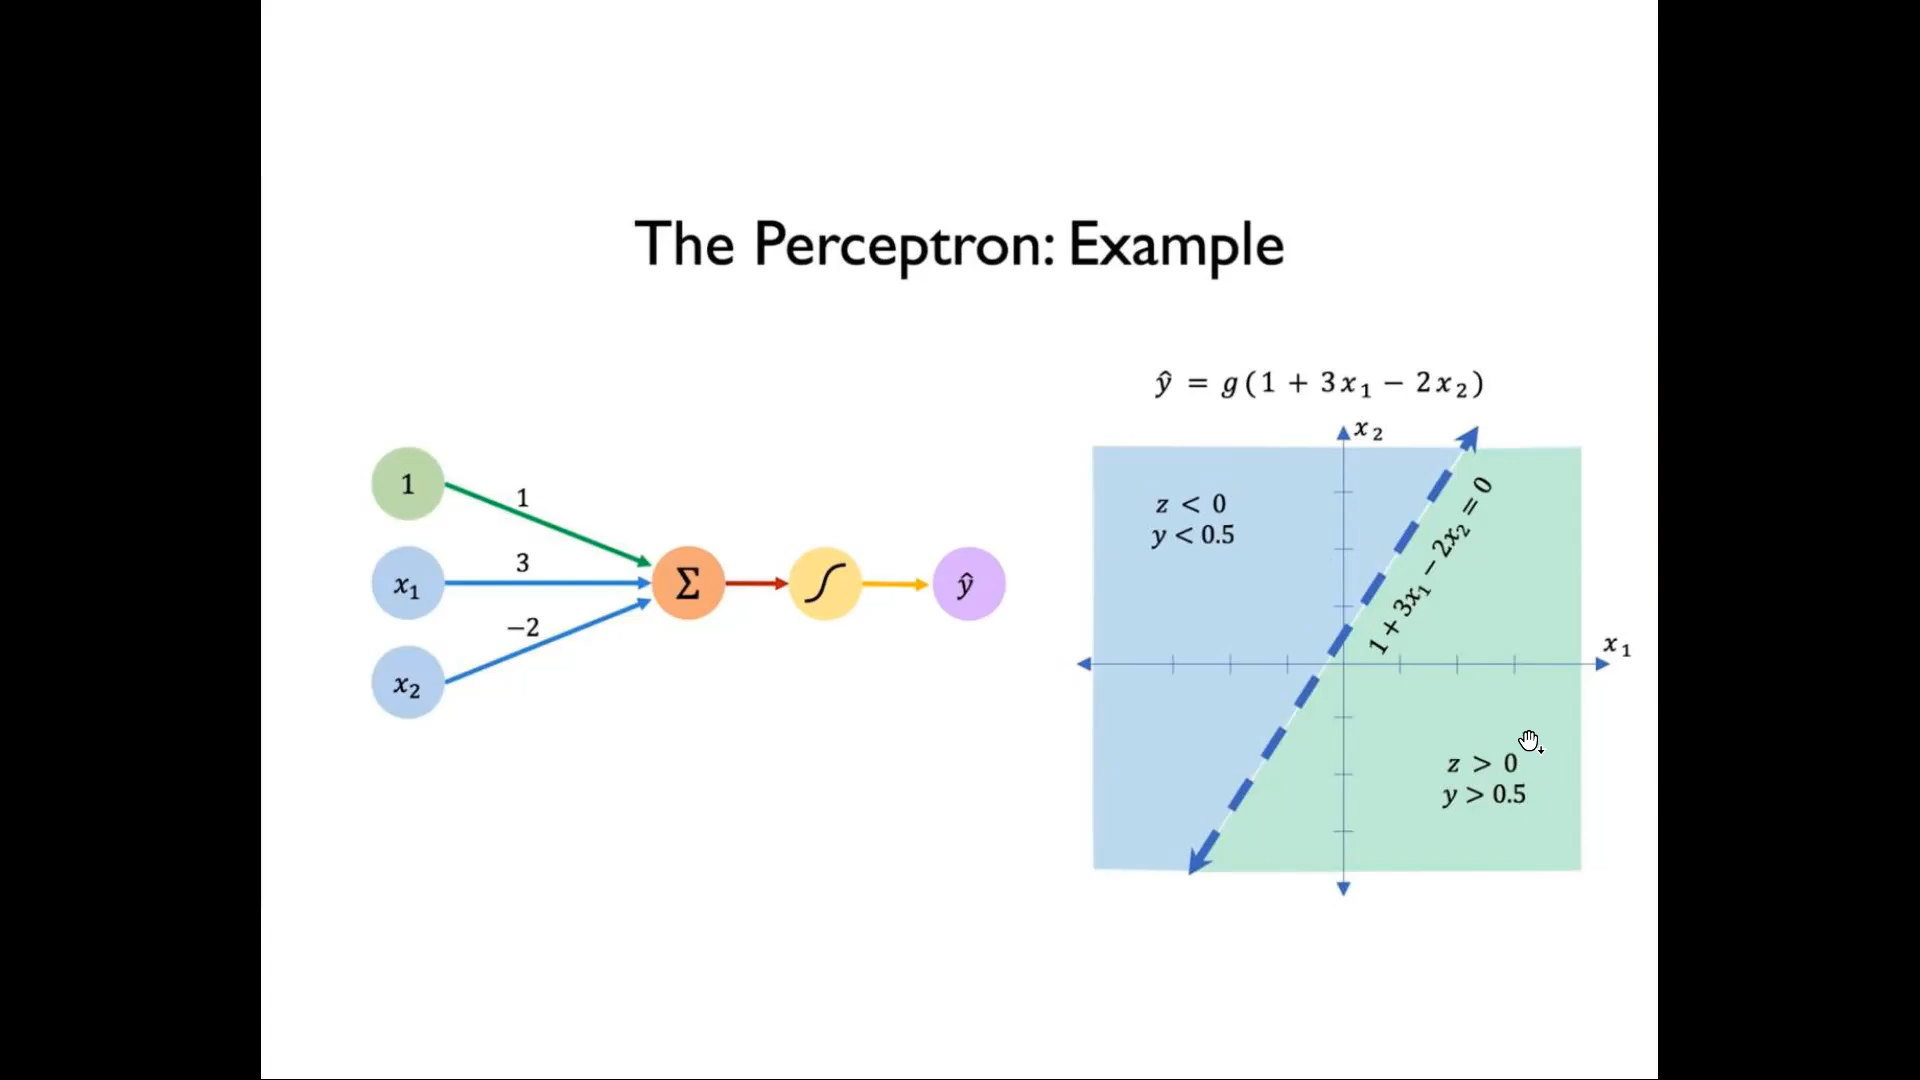 The Perceptron: Example
1
x₁
x₂
1
3
−2
Σ
ŷ
ŷ = g(1 + 3x₁ − 2x₂)
x₂
z < 0
y < 0.5
1 + 3x₁ − 2x₂ = 0
x₁
z > 0
y > 0.5